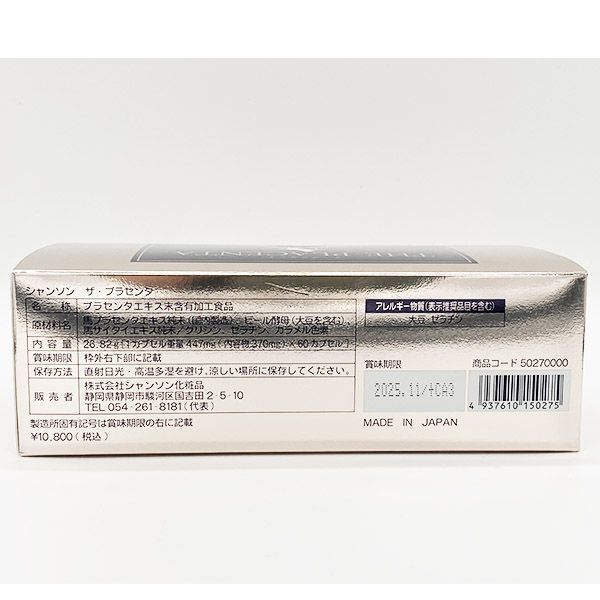 シャンソン ザ・プラセンタ
名 称 プラセンタエキス末含有加工食品
原材料名 馬プラセンタエキス純末(国内製造)、ビール酵母(大豆を含む)、
馬サイタイエキス純末/グリシン、ゼラチン、カラメル色素
内 容 量 26.82g(1カプセル重量447mg(内容物370mg)×60カプセル)
賞味期限 枠外右下部に記載
保存方法 直射日光・高温多湿を避け、涼しい場所に保存してください。
販 売 者 株式会社シャンソン化粧品
静岡県静岡市駿河区国吉田2-5-10
TEL 054-261-8181(代表)
製造所固有記号は賞味期限の右に記載
¥10,800(税込)
アレルギー物質(表示推奨品目を含む)
大豆・ゼラチン
賞味期限
商品コード 50270000
2025.11/+CA3
4 937610 150275
MADE IN JAPAN